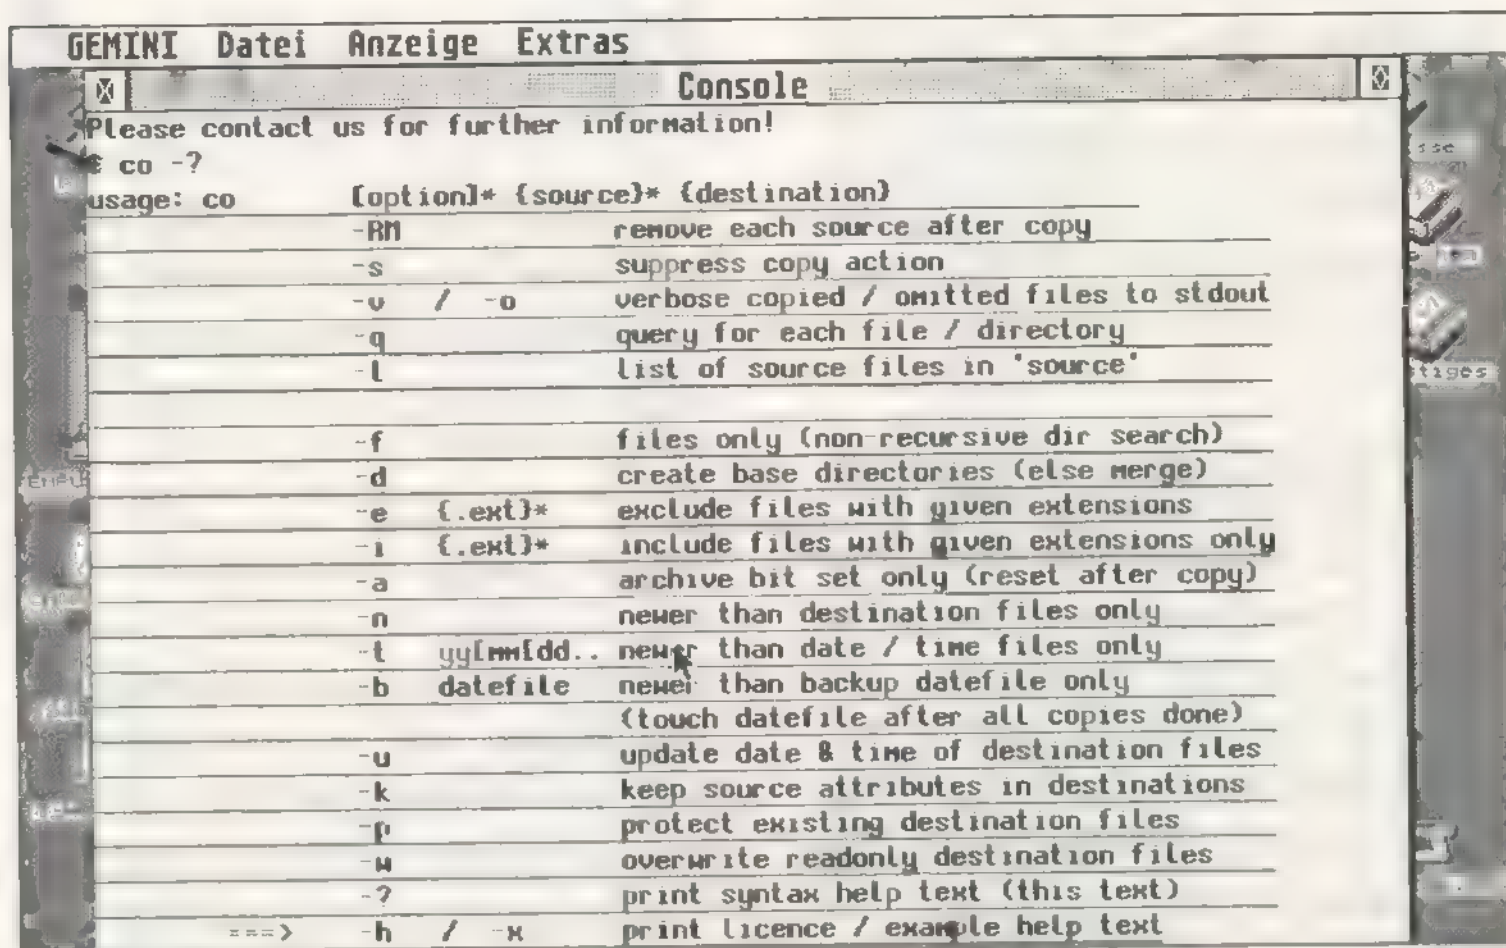 GEMINI Datei Anzeige Extras
Console
Please contact us for further information!
co -?
usage: co [option]* {source}* {destination}
-RM remove each source after copy
-s suppress copy action
-v / -o verbose copied / omitted files to stdout
-q query for each file / directory
-l list of source files in 'source'
-f files only (non-recursive dir search)
-d create base directories (else merge)
-e {.ext}* exclude files with given extensions
-i {.ext}* include files with given extensions only
-a archive bit set only (reset after copy)
-n newer than destination files only
-t yy[mm[dd.. newer than date / time files only
-b datefile newer than backup datefile only
(touch datefile after all copies done)
-u update date & time of destination files
-k keep source attributes in destinations
-p protect existing destination files
-w overwrite readonly destination files
-? print syntax help text (this text)
===> -h / -x print licence / example help text